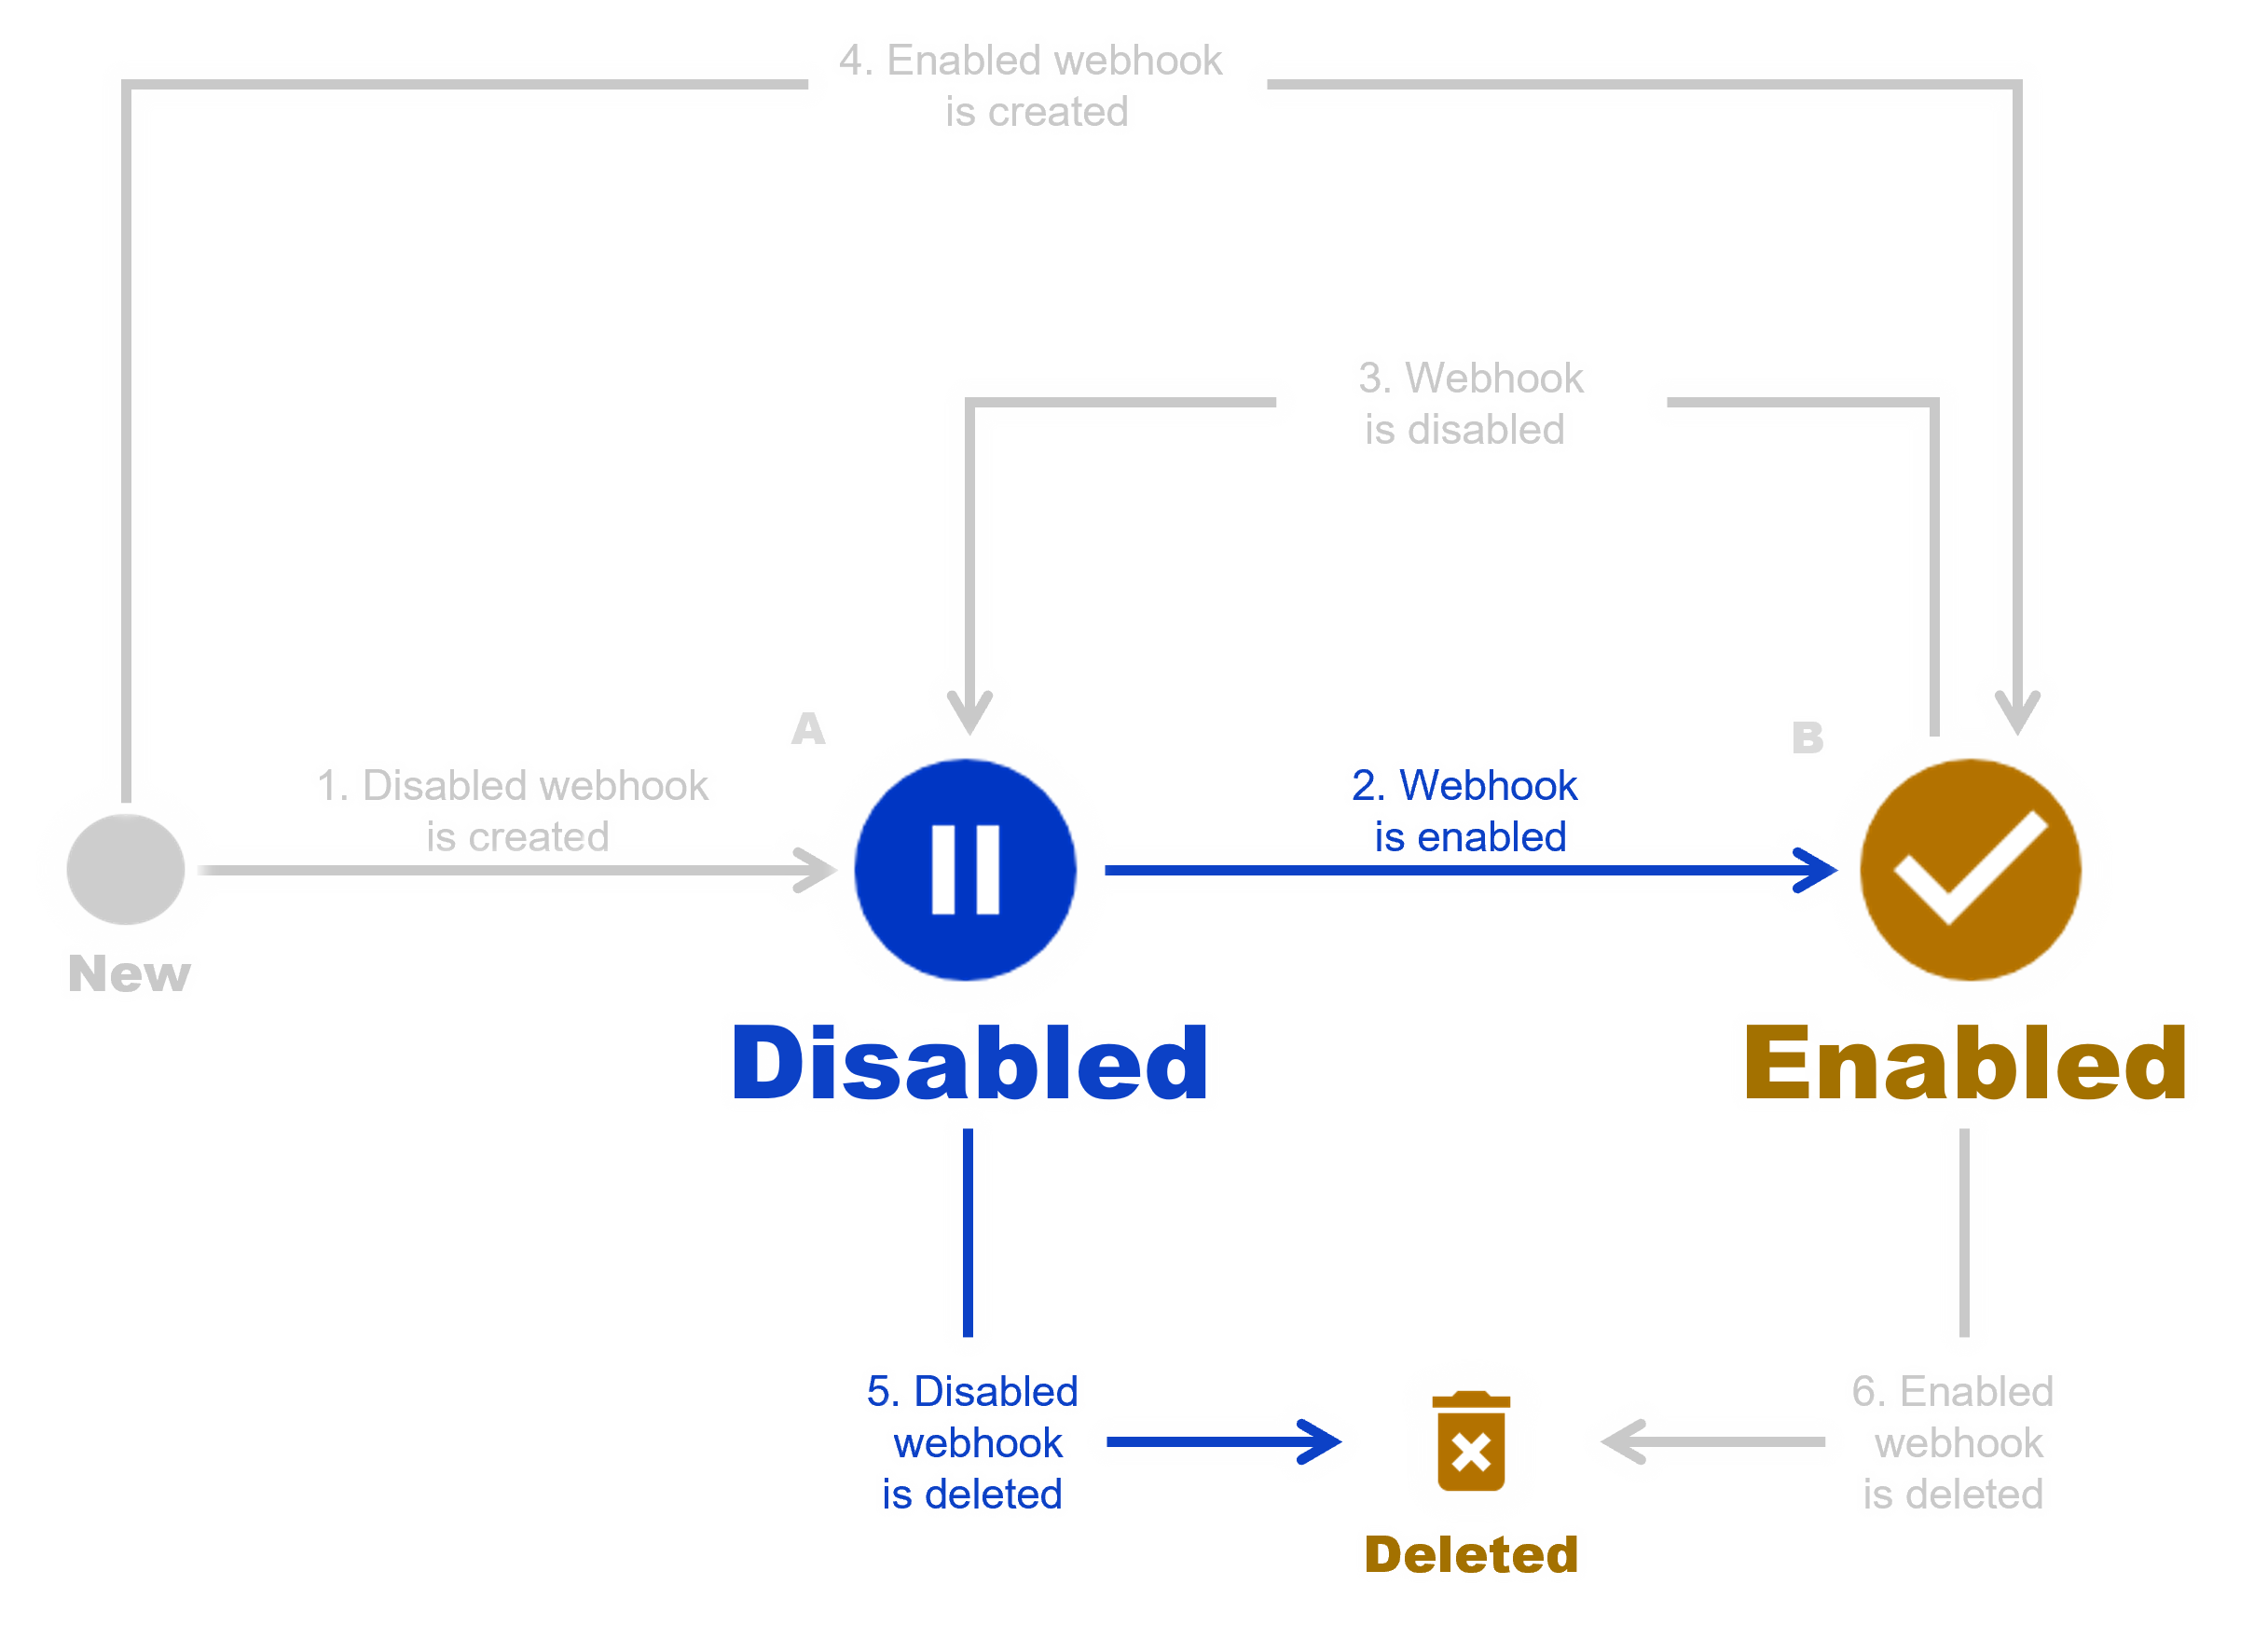 4. Enabled webhook
is created
3. Webhook
is disabled
A
B
1. Disabled webhook
is created
2. Webhook
is enabled
New
Disabled
Enabled
5. Disabled
webhook
is deleted
6. Enabled
webhook
is deleted
Deleted